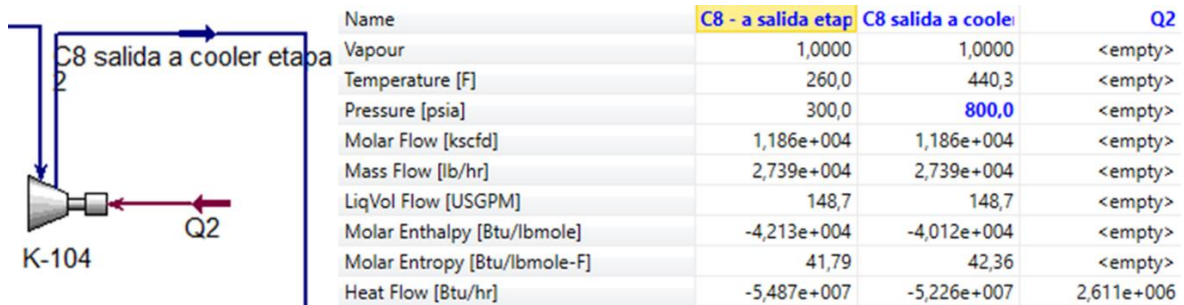 C8 salida a cooler etapa
2
Q2
K-104
Name C8 - a salida etap C8 salida a cooler Q2
Vapour 1,0000 1,0000 <empty>
Temperature [F] 260,0 440,3 <empty>
Pressure [psia] 300,0 800,0 <empty>
Molar Flow [kscfd] 1,186e+004 1,186e+004 <empty>
Mass Flow [lb/hr] 2,739e+004 2,739e+004 <empty>
LiqVol Flow [USGPM] 148,7 148,7 <empty>
Molar Enthalpy [Btu/lbmole] -4,213e+004 -4,012e+004 <empty>
Molar Entropy [Btu/lbmole-F] 41,79 42,36 <empty>
Heat Flow [Btu/hr] -5,487e+007 -5,226e+007 2,611e+006